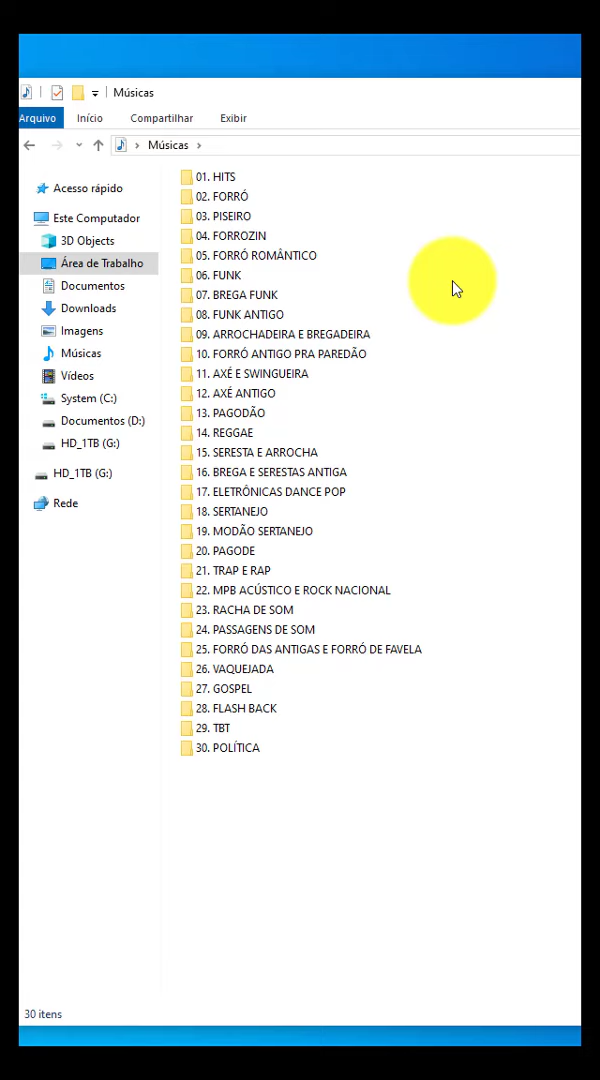 Músicas
Arquivo
Início
Compartilhar
Exibir
Músicas
Acesso rápido
Este Computador
3D Objects
Área de Trabalho
Documentos
Downloads
Imagens
Músicas
Vídeos
System (C:)
Documentos (D:)
HD_1TB (G:)
HD_1TB (G:)
Rede
01. HITS
02. FORRÓ
03. PISEIRO
04. FORROZIN
05. FORRÓ ROMÂNTICO
06. FUNK
07. BREGA FUNK
08. FUNK ANTIGO
09. ARROCHADEIRA E BREGADEIRA
10. FORRÓ ANTIGO PRA PAREDÃO
11. AXÉ E SWINGUEIRA
12. AXÉ ANTIGO
13. PAGODÃO
14. REGGAE
15. SERESTA E ARROCHA
16. BREGA E SERESTAS ANTIGA
17. ELETRÔNICAS DANCE POP
18. SERTANEJO
19. MODÃO SERTANEJO
20. PAGODE
21. TRAP E RAP
22. MPB ACÚSTICO E ROCK NACIONAL
23. RACHA DE SOM
24. PASSAGENS DE SOM
25. FORRÓ DAS ANTIGAS E FORRÓ DE FAVELA
26. VAQUEJADA
27. GOSPEL
28. FLASH BACK
29. TBT
30. POLÍTICA
30 itens